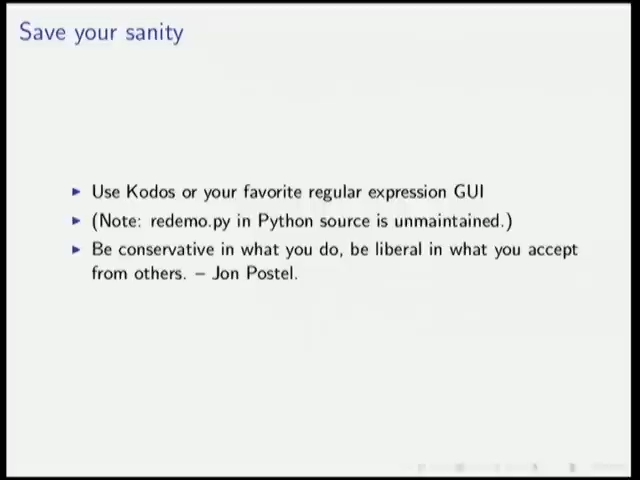 Save your sanity
Use Kodos or your favorite regular expression GUI
(Note: redemo.py in Python source is unmaintained.)
Be conservative in what you do, be liberal in what you accept
from others. – Jon Postel.